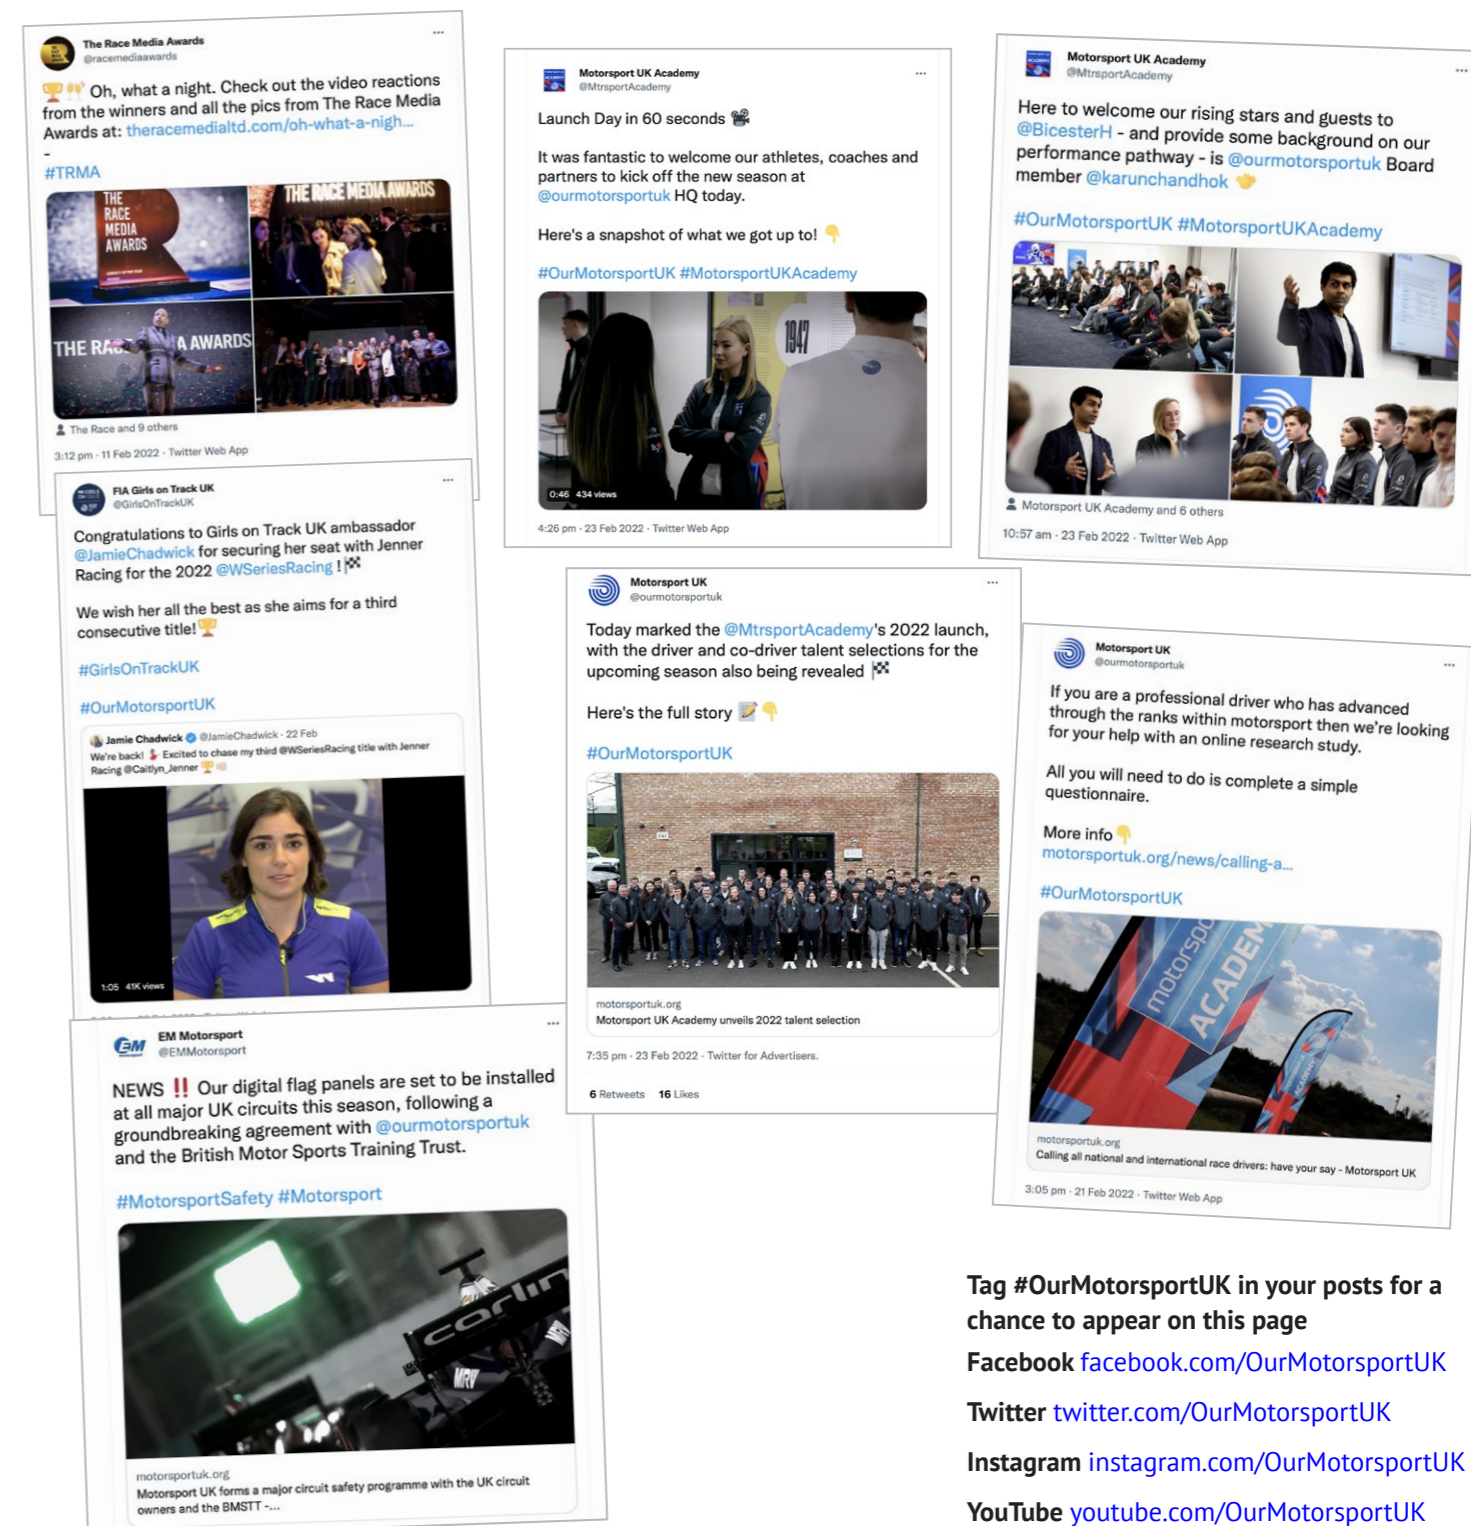 The Race Media Awards
@racemediaawards
🏆🥂 Oh, what a night. Check out the video reactions
from the winners and all the pics from The Race Media
Awards at: theracemedialtd.com/oh-what-a-nigh...
-
#TRMA
THE
RACE
MEDIA
AWARDS
THE RACE MEDIA AWARDS
THE RA
A AWARDS
The Race and 9 others
3:12 pm · 11 Feb 2022 · Twitter Web App
Motorsport UK Academy
@MtrsportAcademy
Launch Day in 60 seconds 📽️
It was fantastic to welcome our athletes, coaches and
partners to kick off the new season at
@ourmotorsportuk HQ today.
Here's a snapshot of what we got up to! 👇
#OurMotorsportUK #MotorsportUKAcademy
1947
0:46 434 views
4:26 pm · 23 Feb 2022 · Twitter Web App
Motorsport UK Academy
@MtrsportAcademy
Here to welcome our rising stars and guests to
@BicesterH - and provide some background on our
performance pathway - is @ourmotorsportuk Board
member @karunchandhok 🤝
#OurMotorsportUK #MotorsportUKAcademy
Motorsport UK Academy and 6 others
10:57 am · 23 Feb 2022 · Twitter Web App
FIA Girls on Track UK
@GirlsOnTrackUK
Congratulations to Girls on Track UK ambassador
@JamieChadwick for securing her seat with Jenner
Racing for the 2022 @WSeriesRacing ! 🏁
We wish her all the best as she aims for a third
consecutive title! 🏆
#GirlsOnTrackUK
#OurMotorsportUK
Jamie Chadwick @JamieChadwick · 22 Feb
We're back! Excited to chase my third @WSeriesRacing title with Jenner
Racing @Caitlyn_Jenner 🏆
1:05 41K views
Motorsport UK
@ourmotorsportuk
Today marked the @MtrsportAcademy's 2022 launch,
with the driver and co-driver talent selections for the
upcoming season also being revealed 🏁
Here's the full story 📝👇
#OurMotorsportUK
motorsportuk.org
Motorsport UK Academy unveils 2022 talent selection
7:35 pm · 23 Feb 2022 · Twitter for Advertisers.
6 Retweets 16 Likes
Motorsport UK
@ourmotorsportuk
If you are a professional driver who has advanced
through the ranks within motorsport then we're looking
for your help with an online research study.
All you will need to do is complete a simple
questionnaire.
More info 👇
motorsportuk.org/news/calling-a...
#OurMotorsportUK
motorspo
ACADEM
motorsportuk.org
Calling all national and international race drivers: have your say - Motorsport UK
3:05 pm · 21 Feb 2022 · Twitter Web App
EM Motorsport
@EMMotorsport
NEWS ‼️ Our digital flag panels are set to be installed
at all major UK circuits this season, following a
groundbreaking agreement with @ourmotorsportuk
and the British Motor Sports Training Trust.
#MotorsportSafety #Motorsport
carlin
MRW
motorsportuk.org
Motorsport UK forms a major circuit safety programme with the UK circuit
owners and the BMSTT -...
Tag #OurMotorsportUK in your posts for a
chance to appear on this page
Facebook facebook.com/OurMotorsportUK
Twitter twitter.com/OurMotorsportUK
Instagram instagram.com/OurMotorsportUK
YouTube youtube.com/OurMotorsportUK